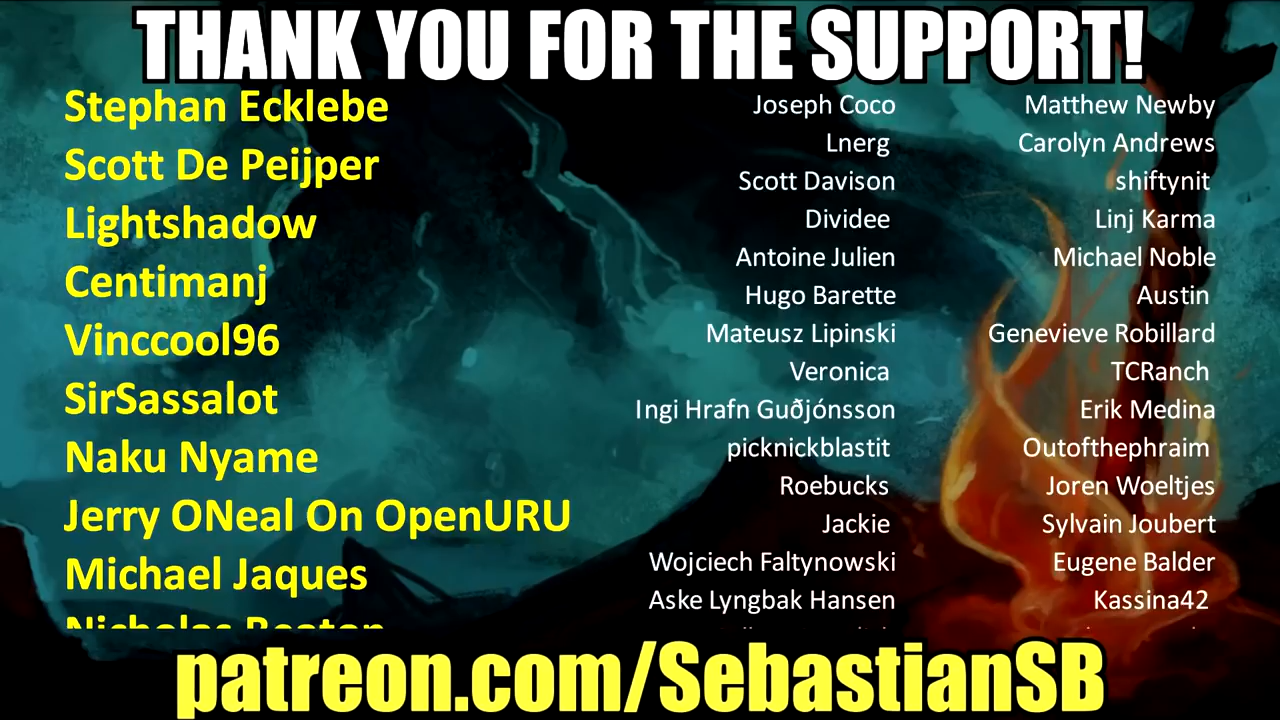 THANK YOU FOR THE SUPPORT!
Stephan Ecklebe
Scott De Peijper
Lightshadow
Centimanj
Vinccool96
SirSassalot
Naku Nyame
Jerry ONeal On OpenURU
Michael Jaques
Nicholas Beaton
Joseph Coco
Lnerg
Scott Davison
Dividee
Antoine Julien
Hugo Barette
Mateusz Lipinski
Veronica
Ingi Hrafn Guðjónsson
picknickblastit
Roebucks
Jackie
Wojciech Faltynowski
Aske Lyngbak Hansen
Matthew Newby
Carolyn Andrews
shiftynit
Linj Karma
Michael Noble
Austin
Genevieve Robillard
TCRanch
Erik Medina
Outofthephraim
Joren Woeltjes
Sylvain Joubert
Eugene Balder
Kassina42
patreon.com/SebastianSB